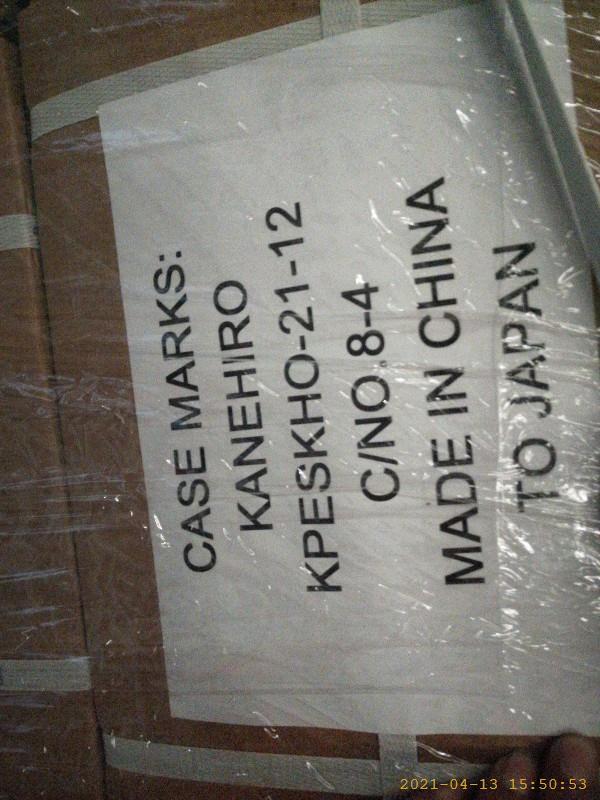 CASE MARKS:
KANEHIRO
KPESKHO-21-12
C/NO.8-4
MADE IN CHINA
TO JAPAN
2021-04-13 15:50:53